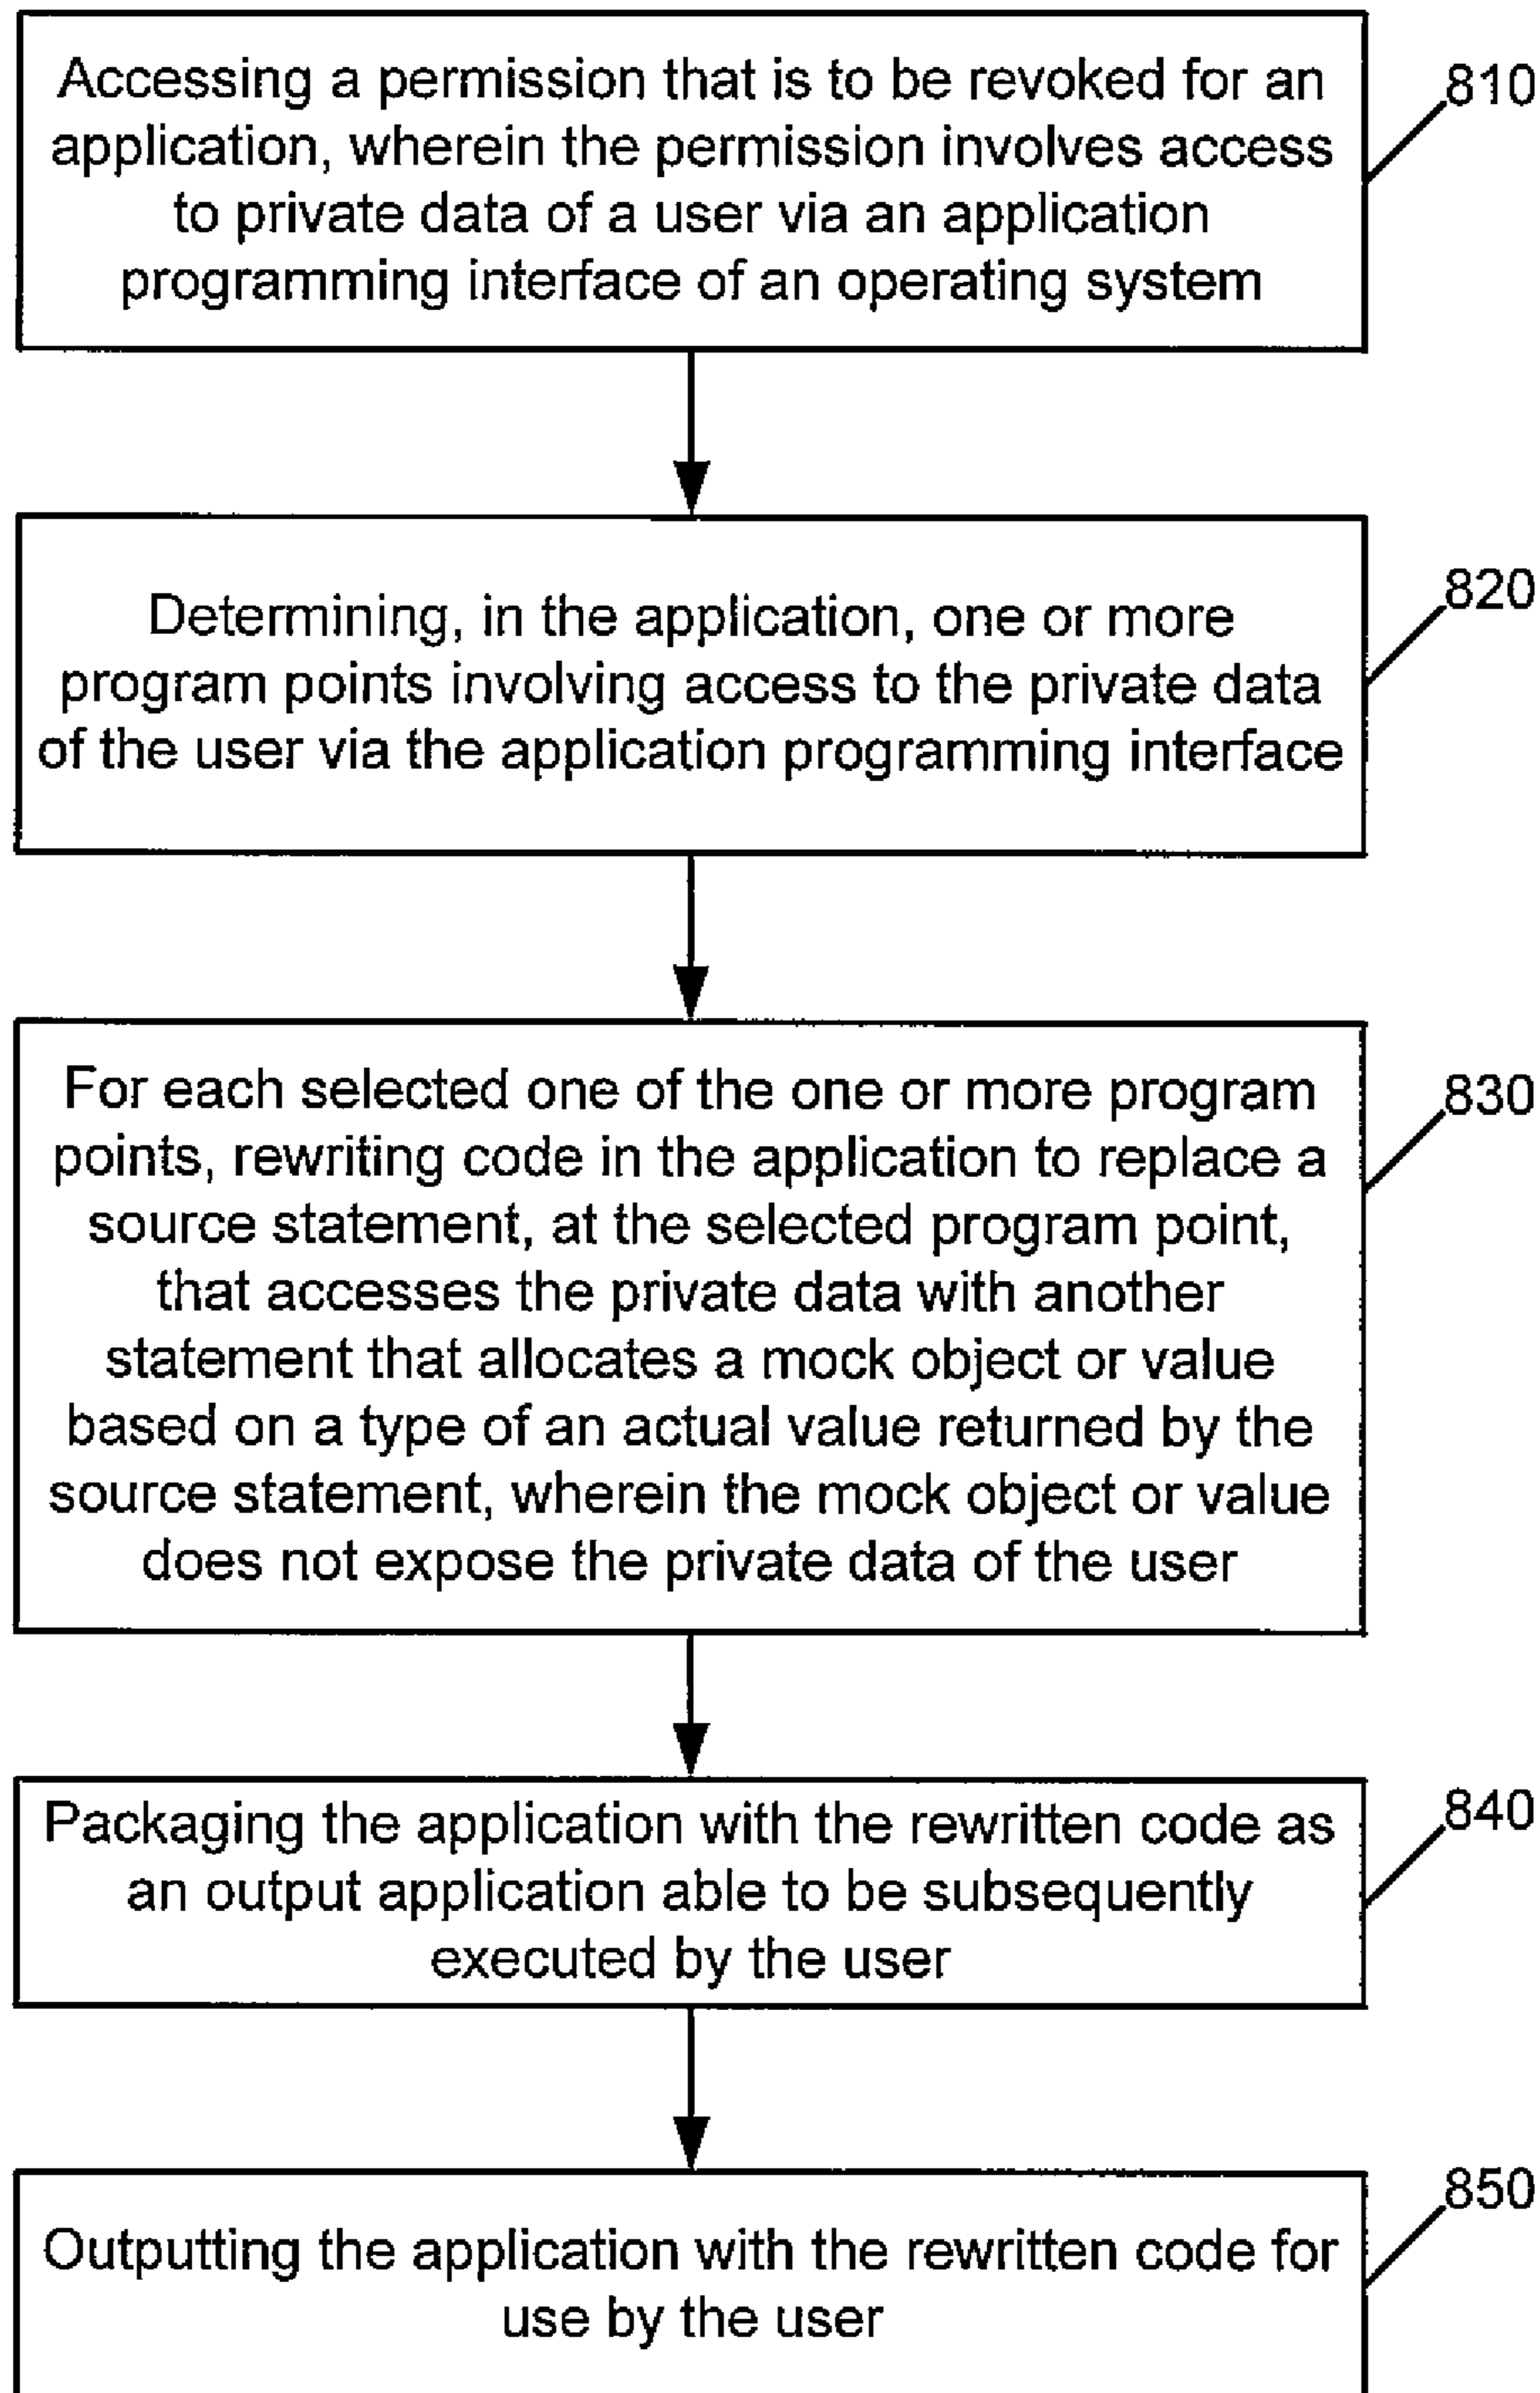 Accessing a permission that is to be revoked for an
application, wherein the permission involves access
to private data of a user via an application
programming interface of an operating system
810
Determining, in the application, one or more
program points involving access to the private data
of the user via the application programming interface
820
For each selected one of the one or more program
points, rewriting code in the application to replace a
source statement, at the selected program point,
that accesses the private data with another
statement that allocates a mock object or value
based on a type of an actual value returned by the
source statement, wherein the mock object or value
does not expose the private data of the user
830
Packaging the application with the rewritten code as
an output application able to be subsequently
executed by the user
840
Outputting the application with the rewritten code for
use by the user
850